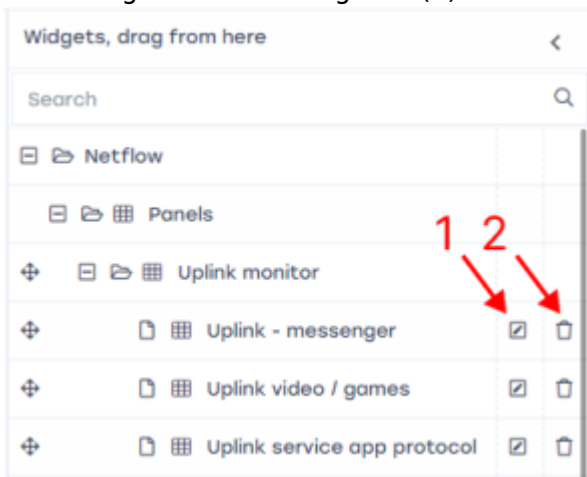 Widgets, drag from here
Search
Netflow
Panels
1 2
Uplink monitor
Uplink - messenger
Uplink video / games
Uplink service app protocol